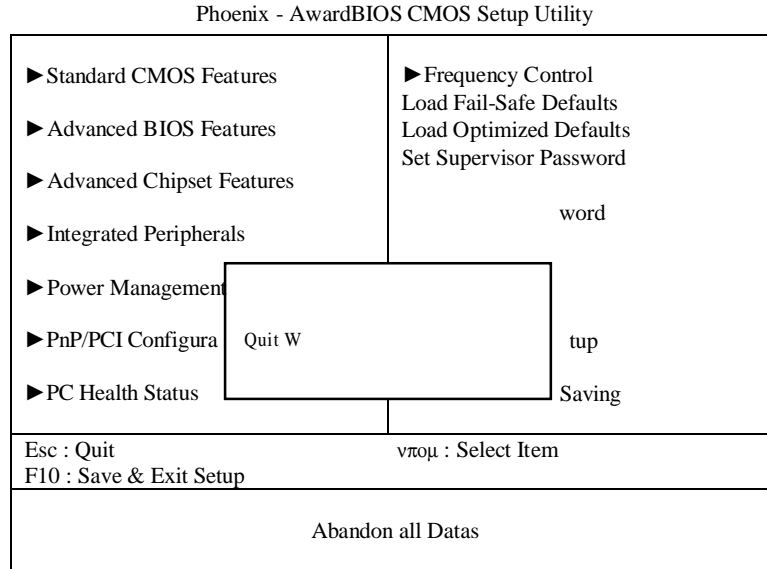 Phoenix - AwardBIOS CMOS Setup Utility
►Standard CMOS Features
►Advanced BIOS Features
►Advanced Chipset Features
►Integrated Peripherals
►Power Management
►PnP/PCI Configura
►PC Health Status
►Frequency Control
Load Fail-Safe Defaults
Load Optimized Defaults
Set Supervisor Password
word
tup
Saving
Quit W
Esc : Quit
F10 : Save & Exit Setup
νπομ : Select Item
Abandon all Datas